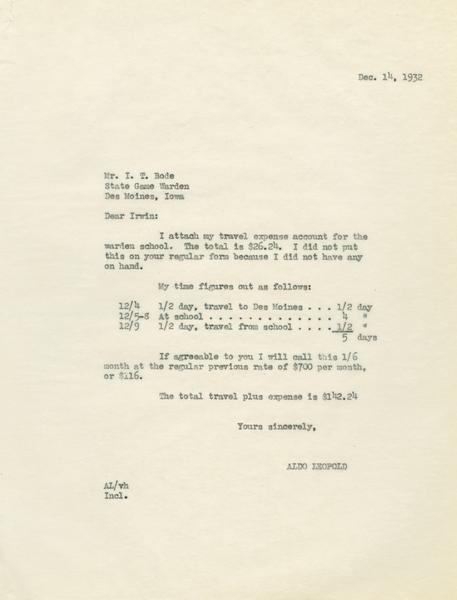 Dec. 14, 1932
Mr. I. T. Bode
State Game Warden
Des Moines, Iowa
Dear Irwin:
I attach my travel expense account for the
warden school. The total is $26.24. I did not put
this on your regular form because I did not have any
on hand.
My time figures out as follows:
12/4 1/2 day, travel to Des Moines . . . 1/2 day
12/5-8 At school . . . . . . . . . . . . . 4 "
12/9 1/2 day, travel from school . . . . 1/2 "
5 days
If agreeable to you I will call this 1/6
month at the regular previous rate of $700 per month,
or $116.
The total travel plus expense is $142.24
Yours sincerely,
ALDO LEOPOLD
AL/vh
Incl.